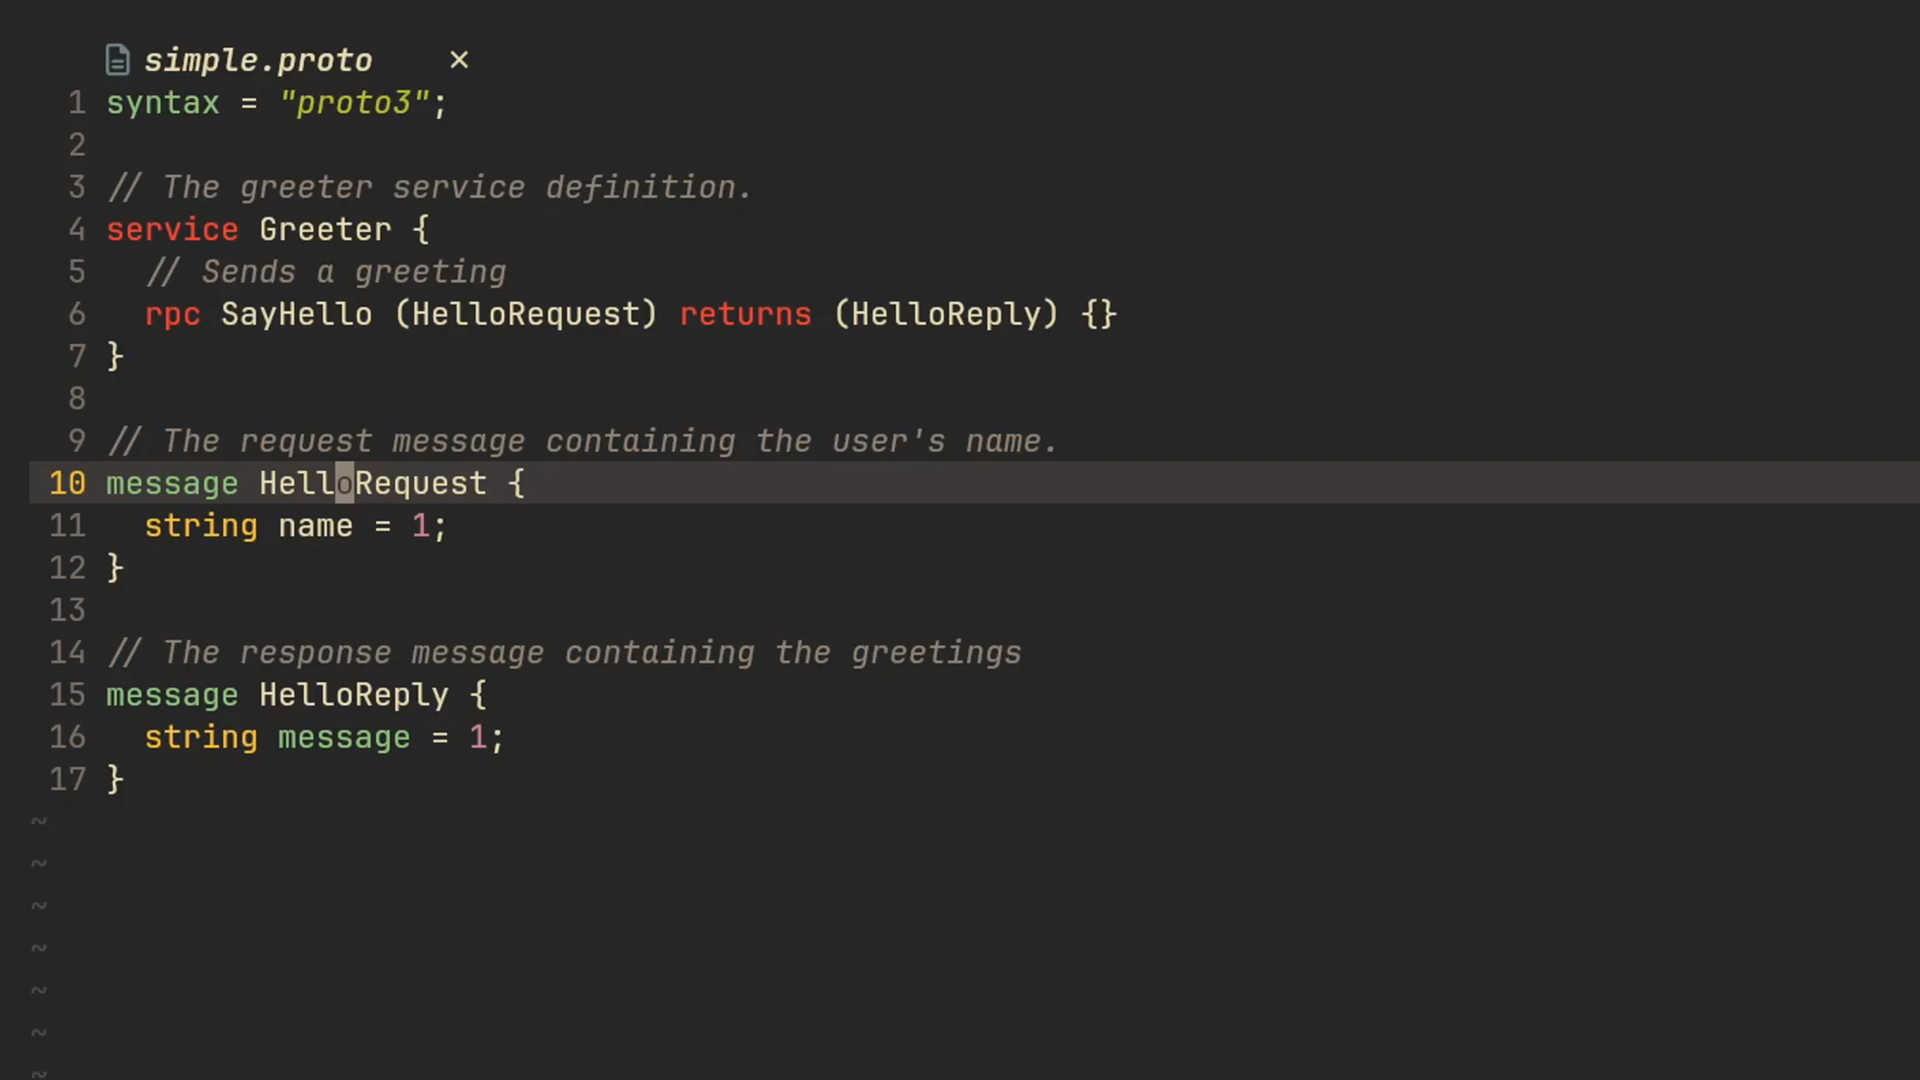 simple.proto ×
1 syntax = "proto3";
2
3 // The greeter service definition.
4 service Greeter {
5   // Sends a greeting
6   rpc SayHello (HelloRequest) returns (HelloReply) {}
7 }
8
9 // The request message containing the user's name.
10 message HelloRequest {
11   string name = 1;
12 }
13
14 // The response message containing the greetings
15 message HelloReply {
16   string message = 1;
17 }
~
~
~
~
~
~
~